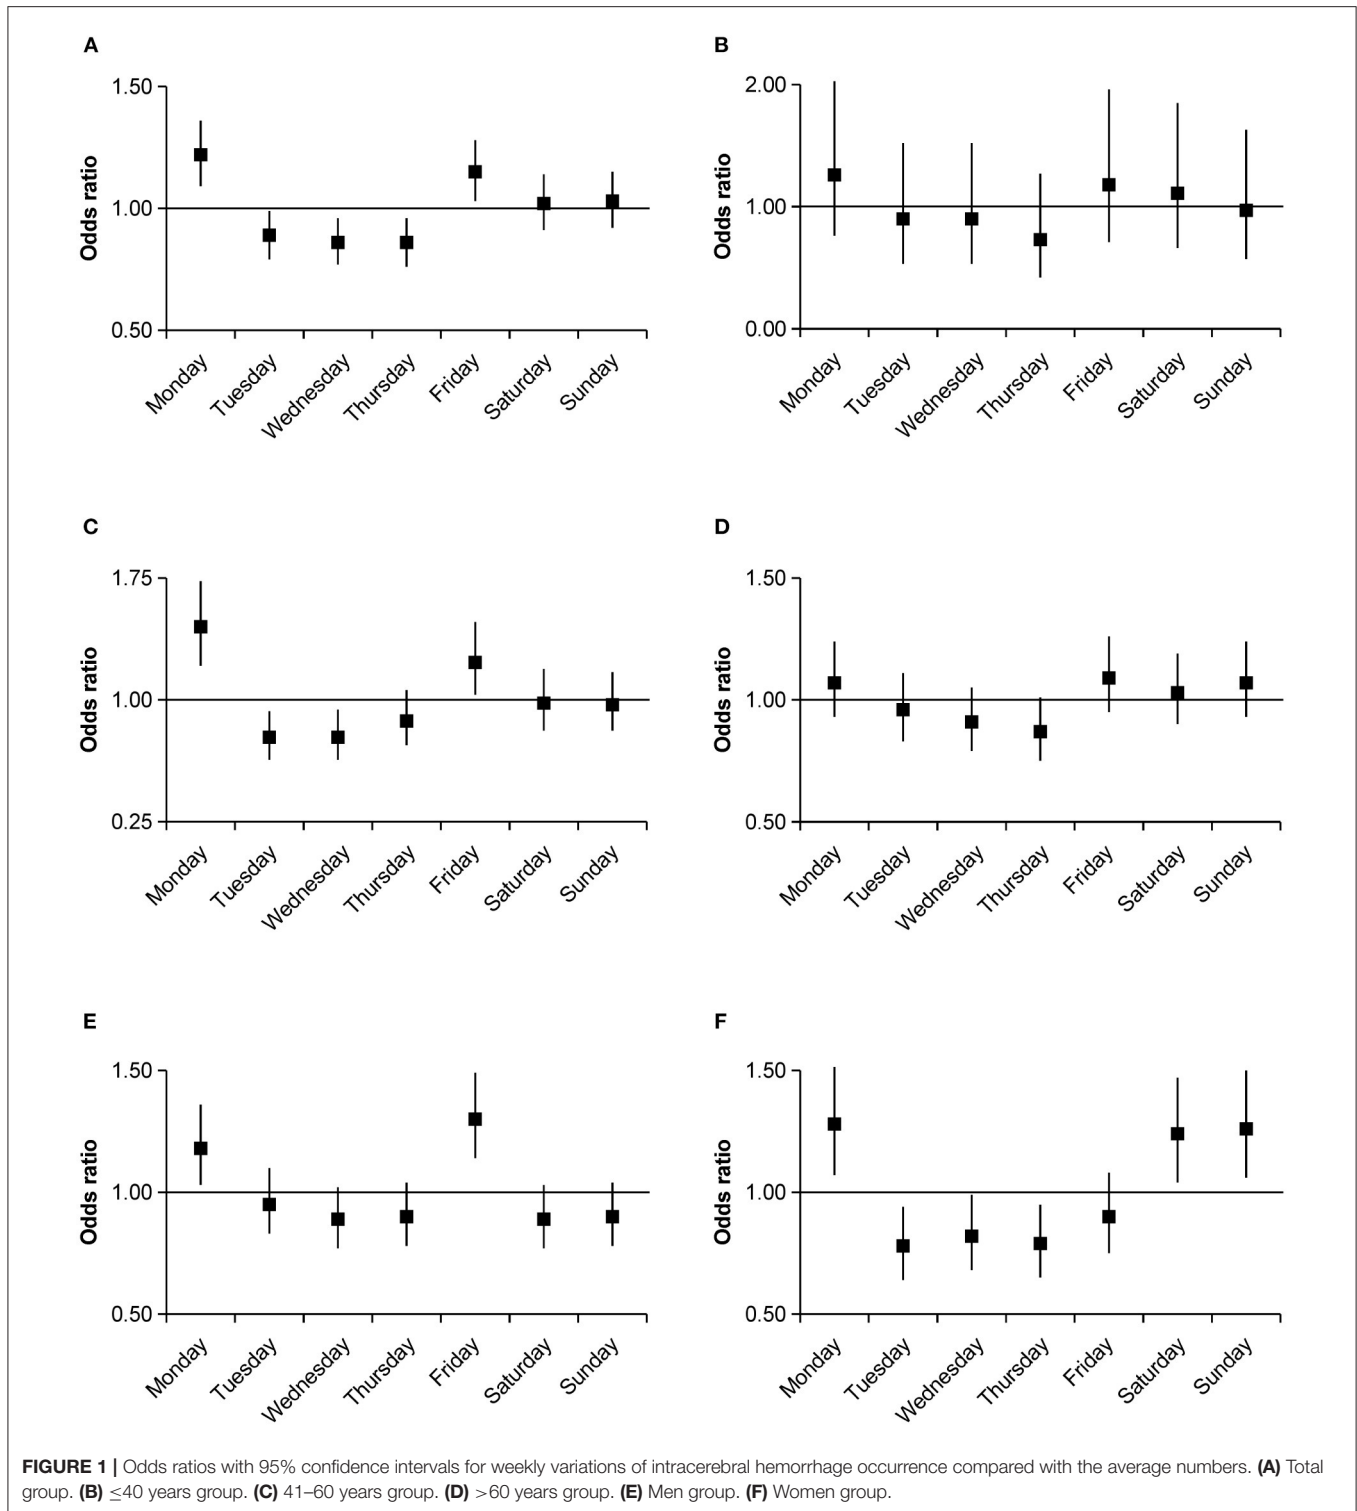 A
1.50
1.00
0.50
Odds ratio
Monday
Tuesday
Wednesday
Thursday
Friday
Saturday
Sunday
B
2.00
1.00
0.00
Odds ratio
Monday
Tuesday
Wednesday
Thursday
Friday
Saturday
Sunday
C
1.75
1.00
0.25
Odds ratio
Monday
Tuesday
Wednesday
Thursday
Friday
Saturday
Sunday
D
1.50
1.00
0.50
Odds ratio
Monday
Tuesday
Wednesday
Thursday
Friday
Saturday
Sunday
E
1.50
1.00
0.50
Odds ratio
Monday
Tuesday
Wednesday
Thursday
Friday
Saturday
Sunday
F
1.50
1.00
0.50
Odds ratio
Monday
Tuesday
Wednesday
Thursday
Friday
Saturday
Sunday
FIGURE 1 | Odds ratios with 95% confidence intervals for weekly variations of intracerebral hemorrhage occurrence compared with the average numbers. (A) Total
group. (B) ≤40 years group. (C) 41–60 years group. (D) >60 years group. (E) Men group. (F) Women group.